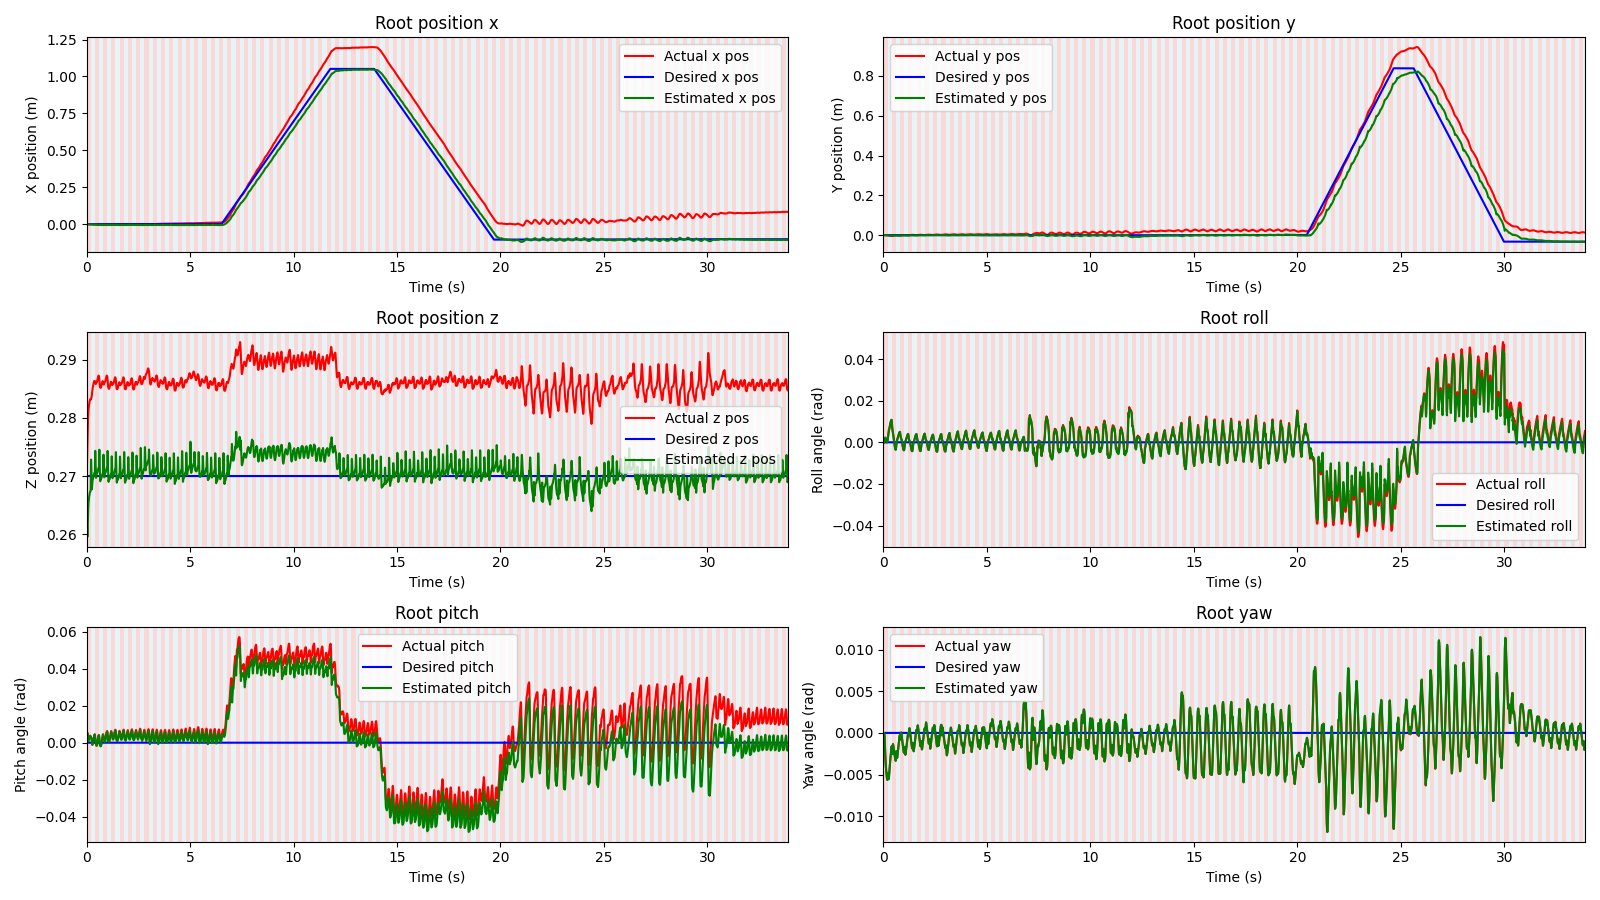 Root position x
1.25
1.00
0.75
0.50
0.25
0.00
X position (m)
Actual x pos
Desired x pos
Estimated x pos
0 5 10 15 20 25 30
Time (s)
Root position y
0.8
0.6
0.4
0.2
0.0
Y position (m)
Actual y pos
Desired y pos
Estimated y pos
0 5 10 15 20 25 30
Time (s)
Root position z
0.29
0.28
0.27
0.26
Z position (m)
Actual z pos
Desired z pos
Estimated z pos
0 5 10 15 20 25 30
Time (s)
Root roll
0.04
0.02
0.00
−0.02
−0.04
Roll angle (rad)
Actual roll
Desired roll
Estimated roll
0 5 10 15 20 25 30
Time (s)
Root pitch
0.06
0.04
0.02
0.00
−0.02
−0.04
Pitch angle (rad)
Actual pitch
Desired pitch
Estimated pitch
0 5 10 15 20 25 30
Time (s)
Root yaw
0.010
0.005
0.000
−0.005
−0.010
Yaw angle (rad)
Actual yaw
Desired yaw
Estimated yaw
0 5 10 15 20 25 30
Time (s)